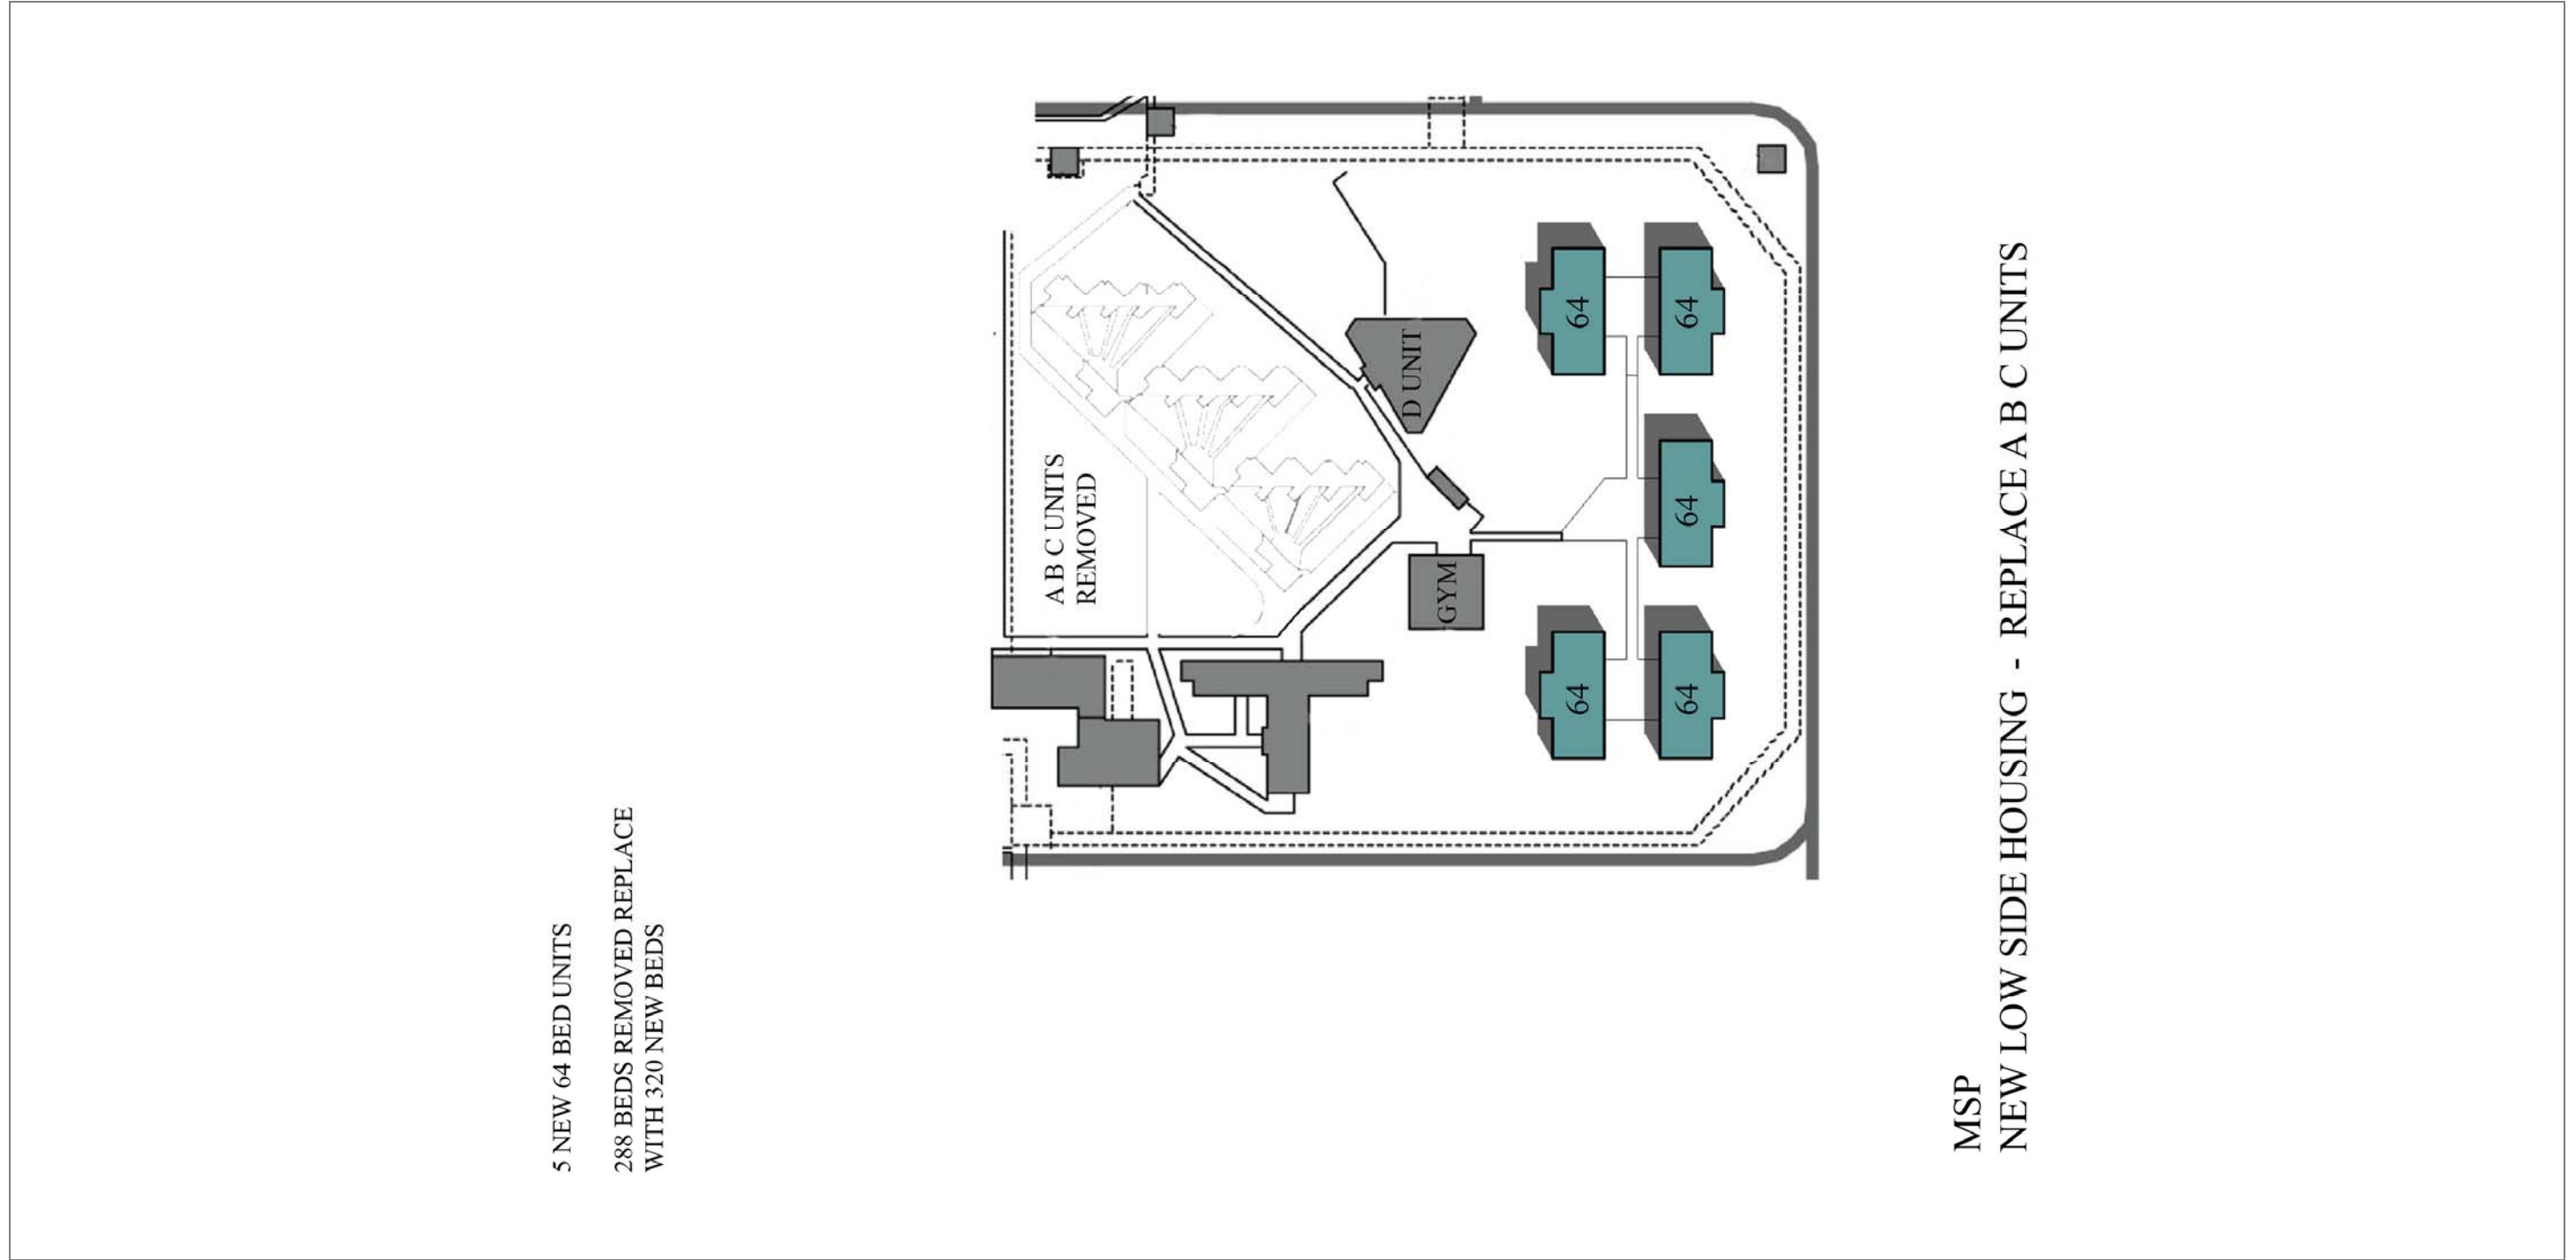 5 NEW 64 BED UNITS
288 BEDS REMOVED REPLACE
WITH 320 NEW BEDS
A B C UNITS
REMOVED
D UNIT
GYM
64
64
64
64
64
MSP
NEW LOW SIDE HOUSING - REPLACE A B C UNITS